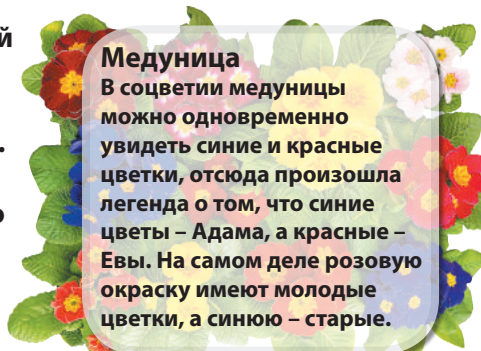 й
.
о
Медуница
В соцветии медуницы
можно одновременно
увидеть синие и красные
цветки, отсюда произошла
легенда о том, что синие
цветы – Адама, а красные –
Евы. На самом деле розовую
окраску имеют молодые
цветки, а синюю – старые.